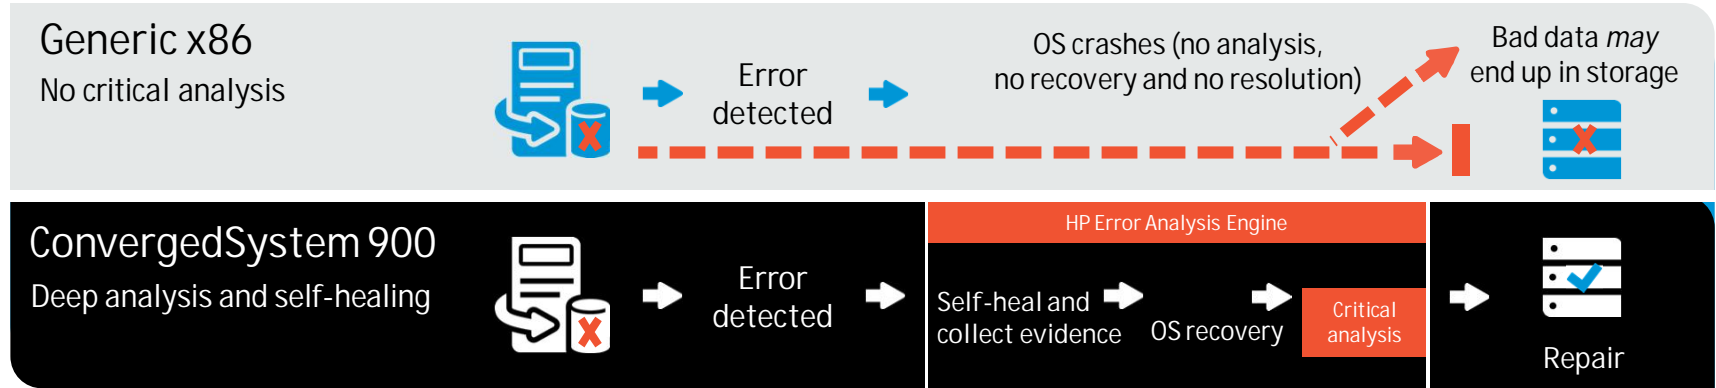 Generic x86
No critical analysis
Error
detected
OS crashes (no analysis,
no recovery and no resolution)
Bad data may
end up in storage
ConvergedSystem 900
Deep analysis and self-healing
Error
detected
HP Error Analysis Engine
Self-heal and
collect evidence
OS recovery
Critical
analysis
Repair